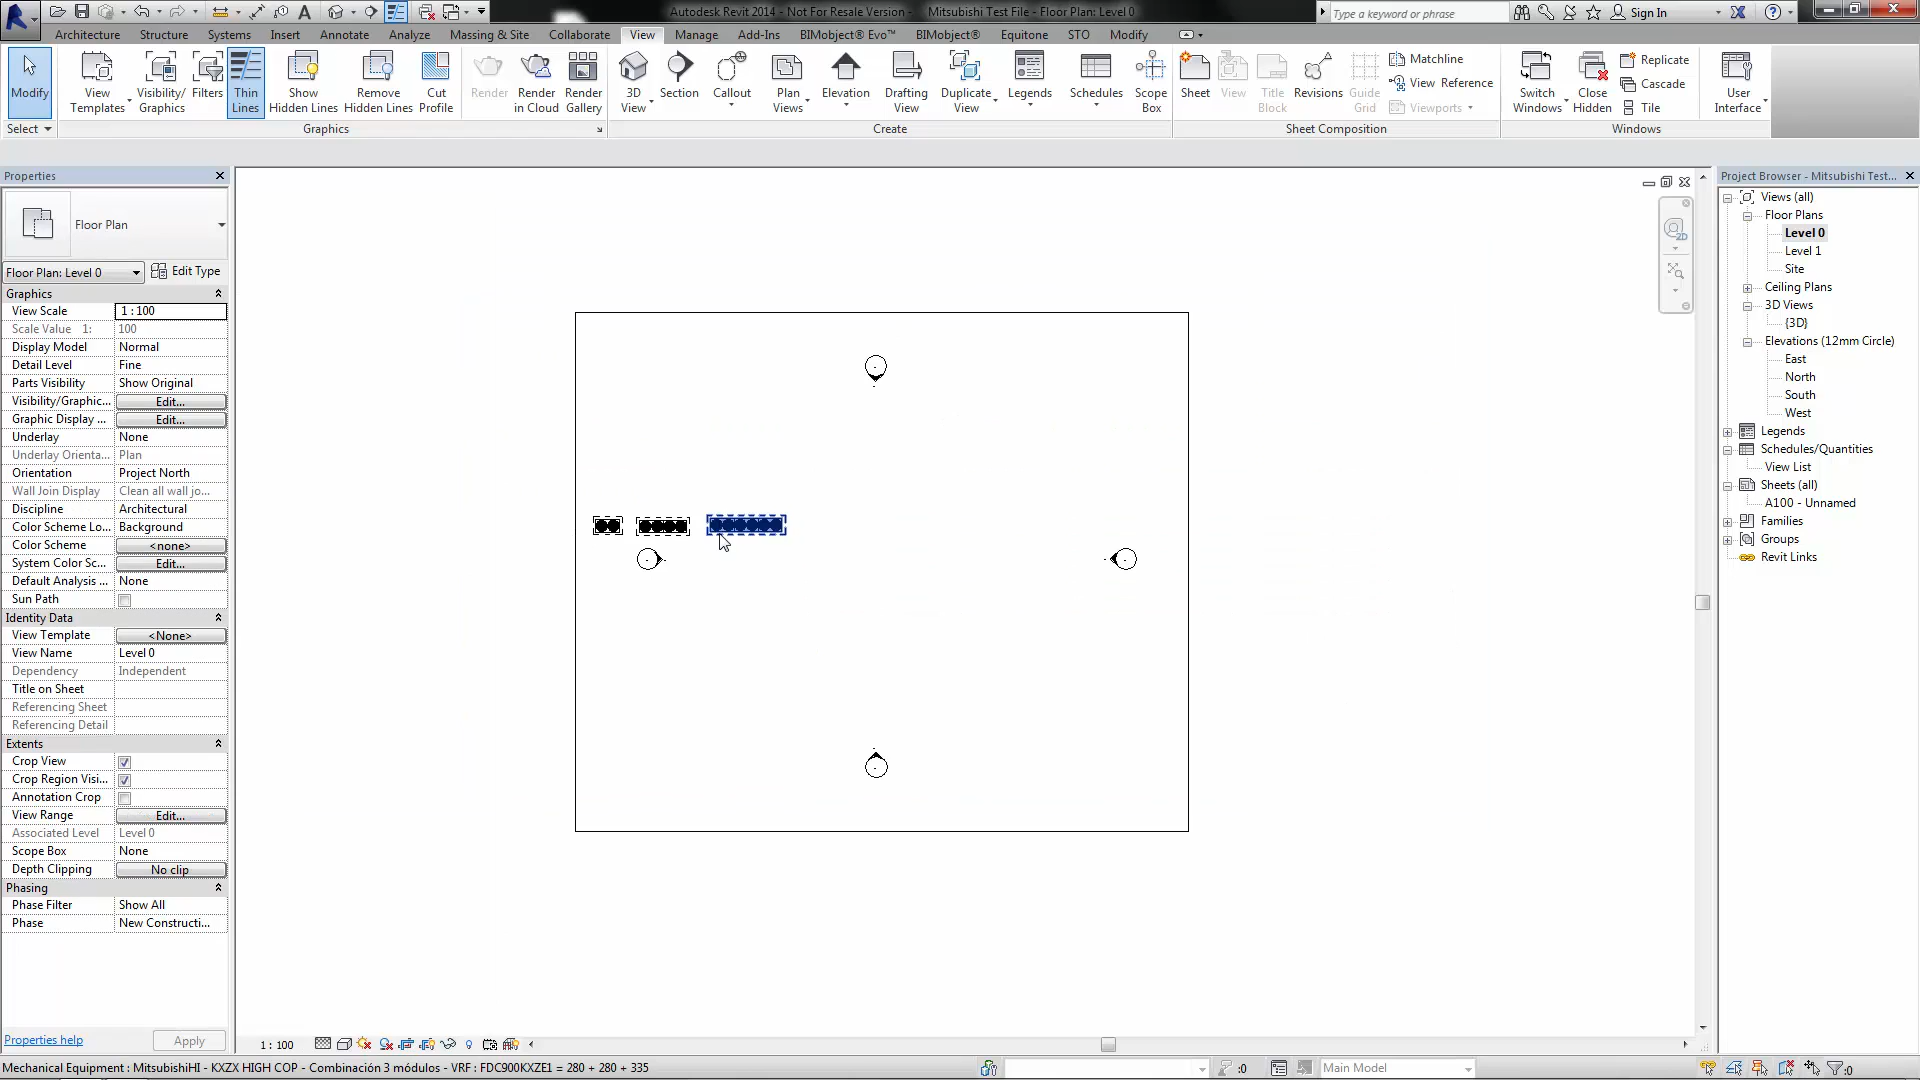 Autodesk Revit 2014 - Not For Resale Version - Mitsubishi Test File - Floor Plan: Level 0
Type a keyword or phrase
Sign In
Architecture Structure Systems Insert Annotate Analyze Massing & Site Collaborate View Manage Add-Ins BIMobject® Evo™ BIMobject® Equitone STO Modify
Modify
View Templates
Visibility/ Graphics
Filters
Thin Lines
Show Hidden Lines
Remove Hidden Lines
Cut Profile
Render
Render in Cloud
Render Gallery
3D View
Section
Callout
Plan Views
Elevation
Drafting View
Duplicate View
Legends
Schedules
Scope Box
Sheet
View
Title Block
Revisions
Guide Grid
Matchline
View Reference
Viewports
Switch Windows
Close Hidden
Replicate
Cascade
Tile
User Interface
Select Graphics Create Sheet Composition Windows
Properties
Floor Plan
Floor Plan: Level 0 Edit Type
Graphics
View Scale 1 : 100
Scale Value 1: 100
Display Model Normal
Detail Level Fine
Parts Visibility Show Original
Visibility/Graphic... Edit...
Graphic Display ... Edit...
Underlay None
Underlay Orienta... Plan
Orientation Project North
Wall Join Display Clean all wall jo...
Discipline Architectural
Color Scheme Lo... Background
Color Scheme <none>
System Color Sc... Edit...
Default Analysis ... None
Sun Path
Identity Data
View Template <None>
View Name Level 0
Dependency Independent
Title on Sheet
Referencing Sheet
Referencing Detail
Extents
Crop View
Crop Region Visi...
Annotation Crop
View Range Edit...
Associated Level Level 0
Scope Box None
Depth Clipping No clip
Phasing
Phase Filter Show All
Phase New Constructi...
Properties help Apply
2D
Project Browser - Mitsubishi Test...
Views (all)
Floor Plans
Level 0
Level 1
Site
Ceiling Plans
3D Views
{3D}
Elevations (12mm Circle)
East
North
South
West
Legends
Schedules/Quantities
View List
Sheets (all)
A100 - Unnamed
Families
Groups
Revit Links
1 : 100
Mechanical Equipment : MitsubishiHI - KXZX HIGH COP - Combinación 3 módulos - VRF : FDC900KXZE1 = 280 + 280 + 335
:0
Main Model
:0